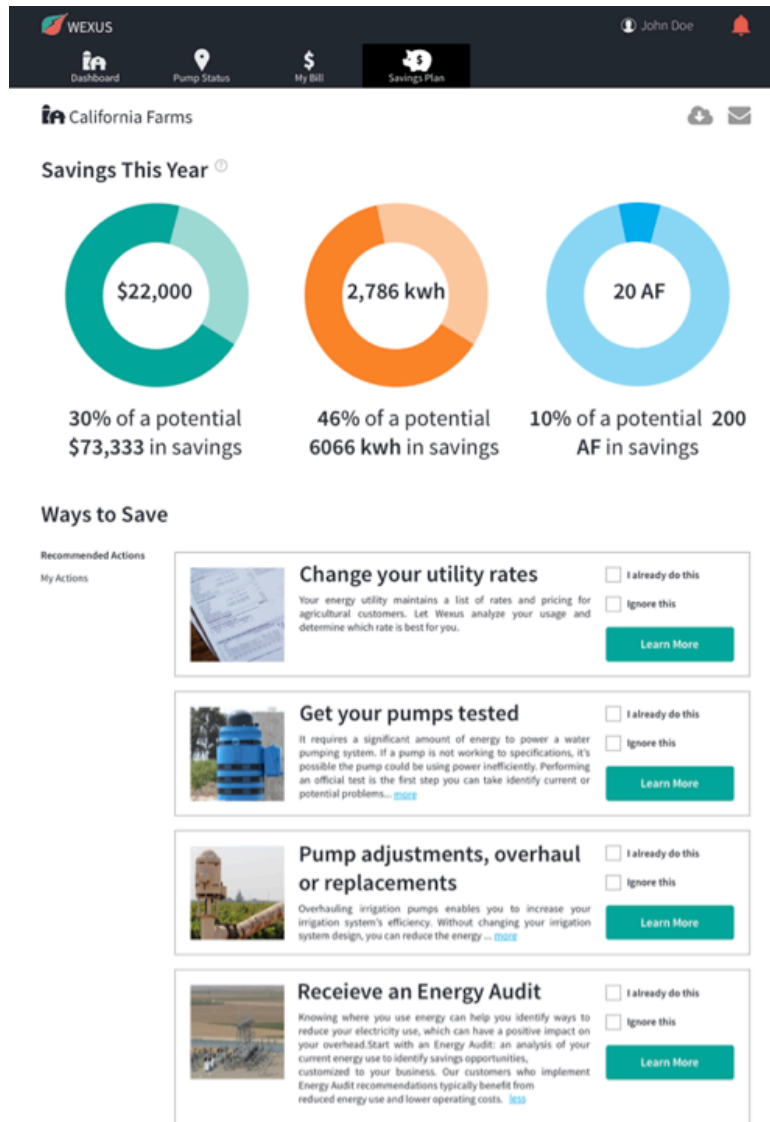 WEXUS
John Doe
Dashboard
Pump Status
My Bill
Savings Plan
California Farms
Savings This Year ?
$22,000
2,786 kwh
20 AF
30% of a potential
$73,333 in savings
46% of a potential
6066 kwh in savings
10% of a potential 200
AF in savings
Ways to Save
Recommended Actions
My Actions
Change your utility rates
Your energy utility maintains a list of rates and pricing for
agricultural customers. Let Wexus analyze your usage and
determine which rate is best for you.
I already do this
Ignore this
Learn More
Get your pumps tested
It requires a significant amount of energy to power a water
pumping system. If a pump is not working to specifications, it's
possible the pump could be using power inefficiently. Performing
an official test is the first step you can take identify current or
potential problems... more
I already do this
Ignore this
Learn More
Pump adjustments, overhaul
or replacements
Overhauling irrigation pumps enables you to increase your
irrigation system's efficiency. Without changing your irrigation
system design, you can reduce the energy ... more
I already do this
Ignore this
Learn More
Receieve an Energy Audit
Knowing where you use energy can help you identify ways to
reduce your electricity use, which can have a positive impact on
your overhead.Start with an Energy Audit: an analysis of your
current energy use to identify savings opportunities,
customized to your business. Our customers who implement
Energy Audit recommendations typically benefit from
reduced energy use and lower operating costs. less
I already do this
Ignore this
Learn More